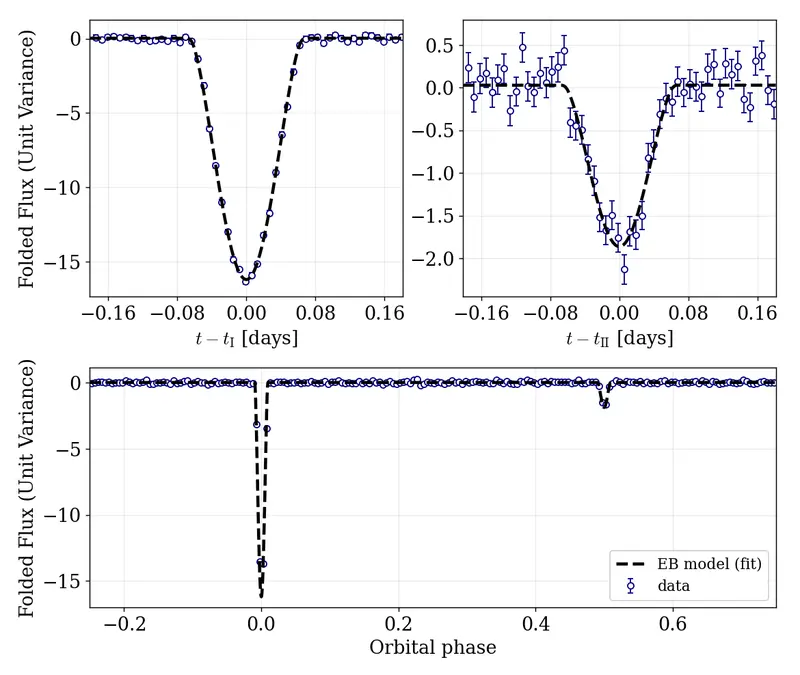 Folded Flux (Unit Variance)
0
−5
−10
−15
−0.16 −0.08 0.00 0.08 0.16
t − tI [days]
0.5
0.0
−0.5
−1.0
−1.5
−2.0
−0.16 −0.08 0.00 0.08 0.16
t − tII [days]
Folded Flux (Unit Variance)
0
−5
−10
−15
EB model (fit)
data
−0.2 0.0 0.2 0.4 0.6
Orbital phase